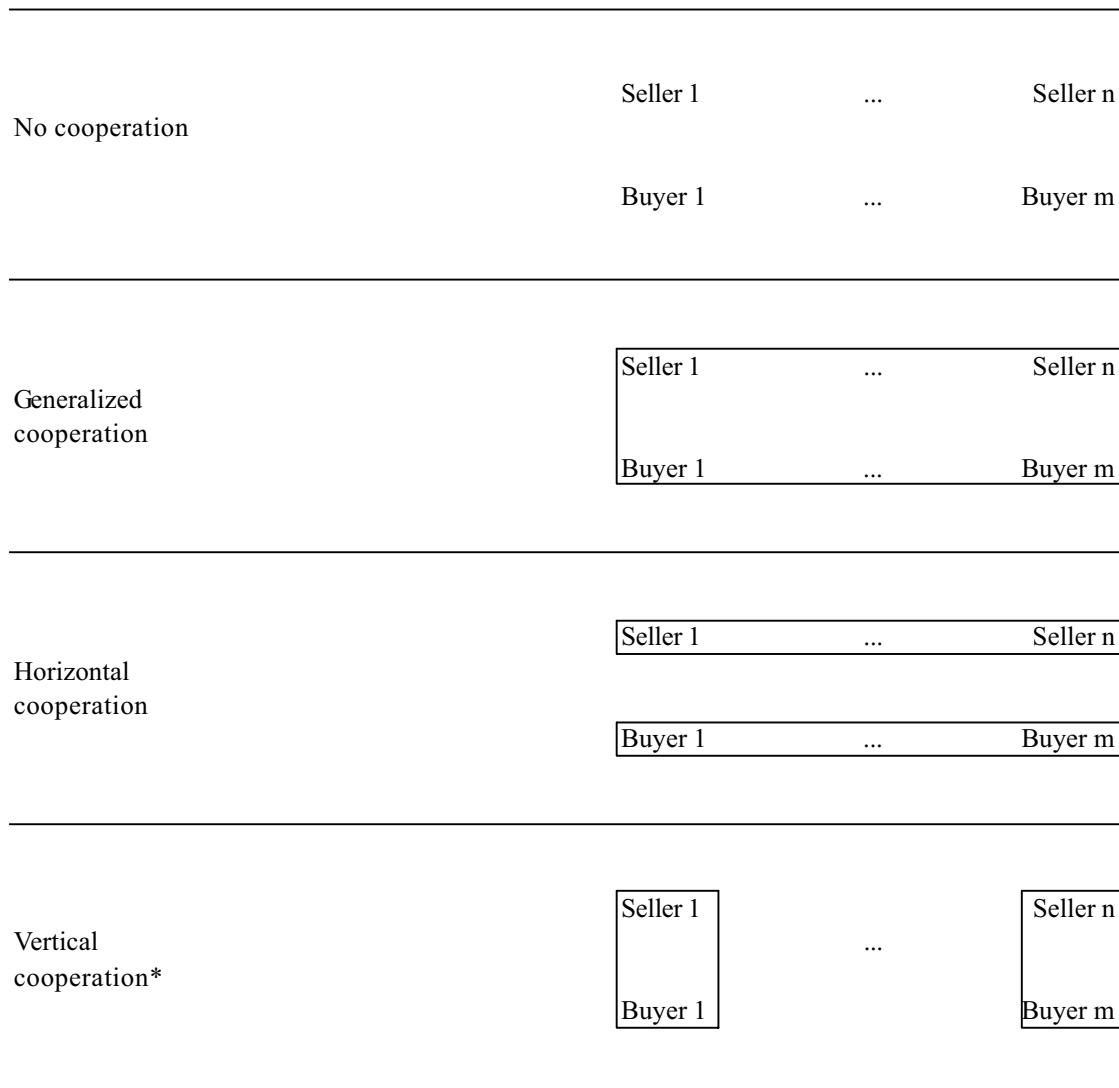 Seller 1 ... Seller n
No cooperation
Buyer 1 ... Buyer m
Seller 1 ... Seller n
Generalized
cooperation
Buyer 1 ... Buyer m
Seller 1 ... Seller n
Horizontal
cooperation
Buyer 1 ... Buyer m
Seller 1 Seller n
Vertical ...
cooperation*
Buyer 1 Buyer m